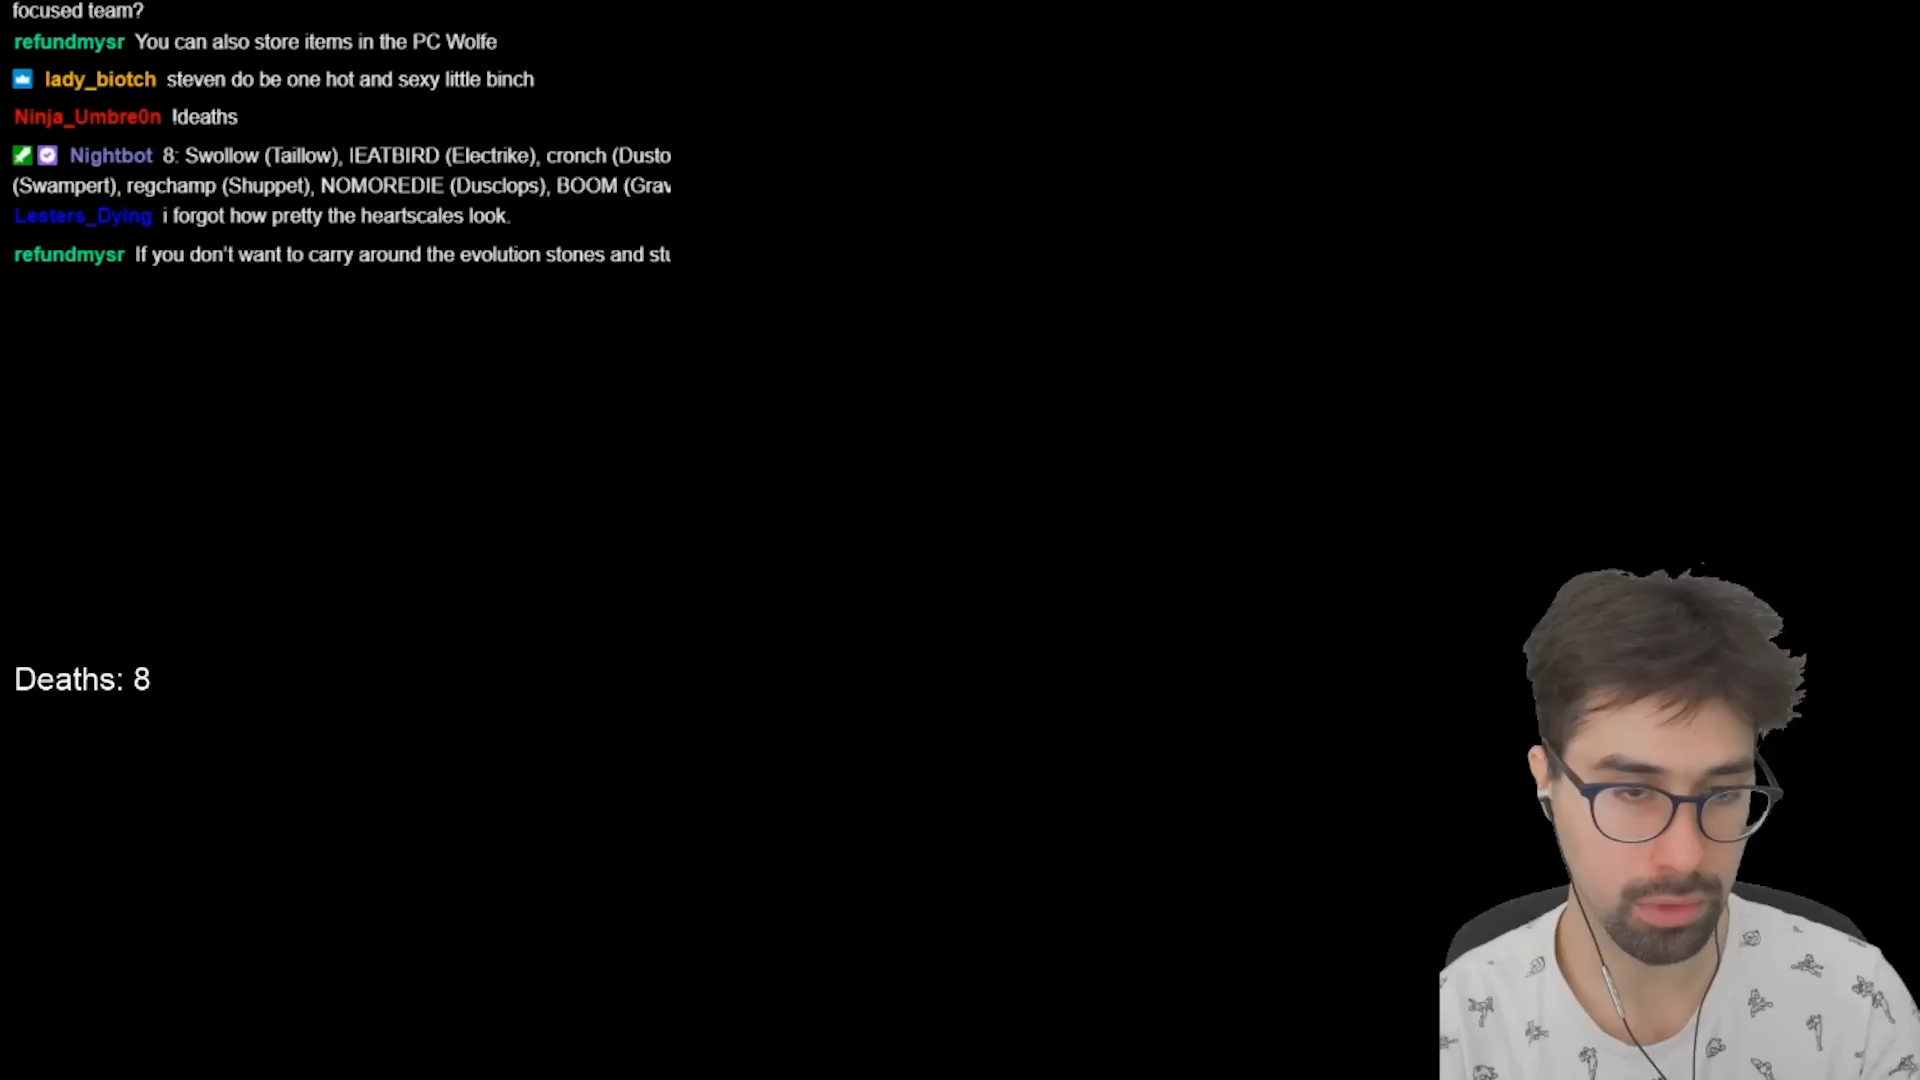 focused team?
refundmysr You can also store items in the PC Wolfe
lady_biotch steven do be one hot and sexy little binch
Ninja_Umbre0n !deaths
Nightbot 8: Swollow (Taillow), IEATBIRD (Electrike), cronch (Dusto
(Swampert), regchamp (Shuppet), NOMOREDIE (Dusclops), BOOM (Grav
Lesters_Dying i forgot how pretty the heartscales look.
refundmysr If you don't want to carry around the evolution stones and stu
Deaths: 8